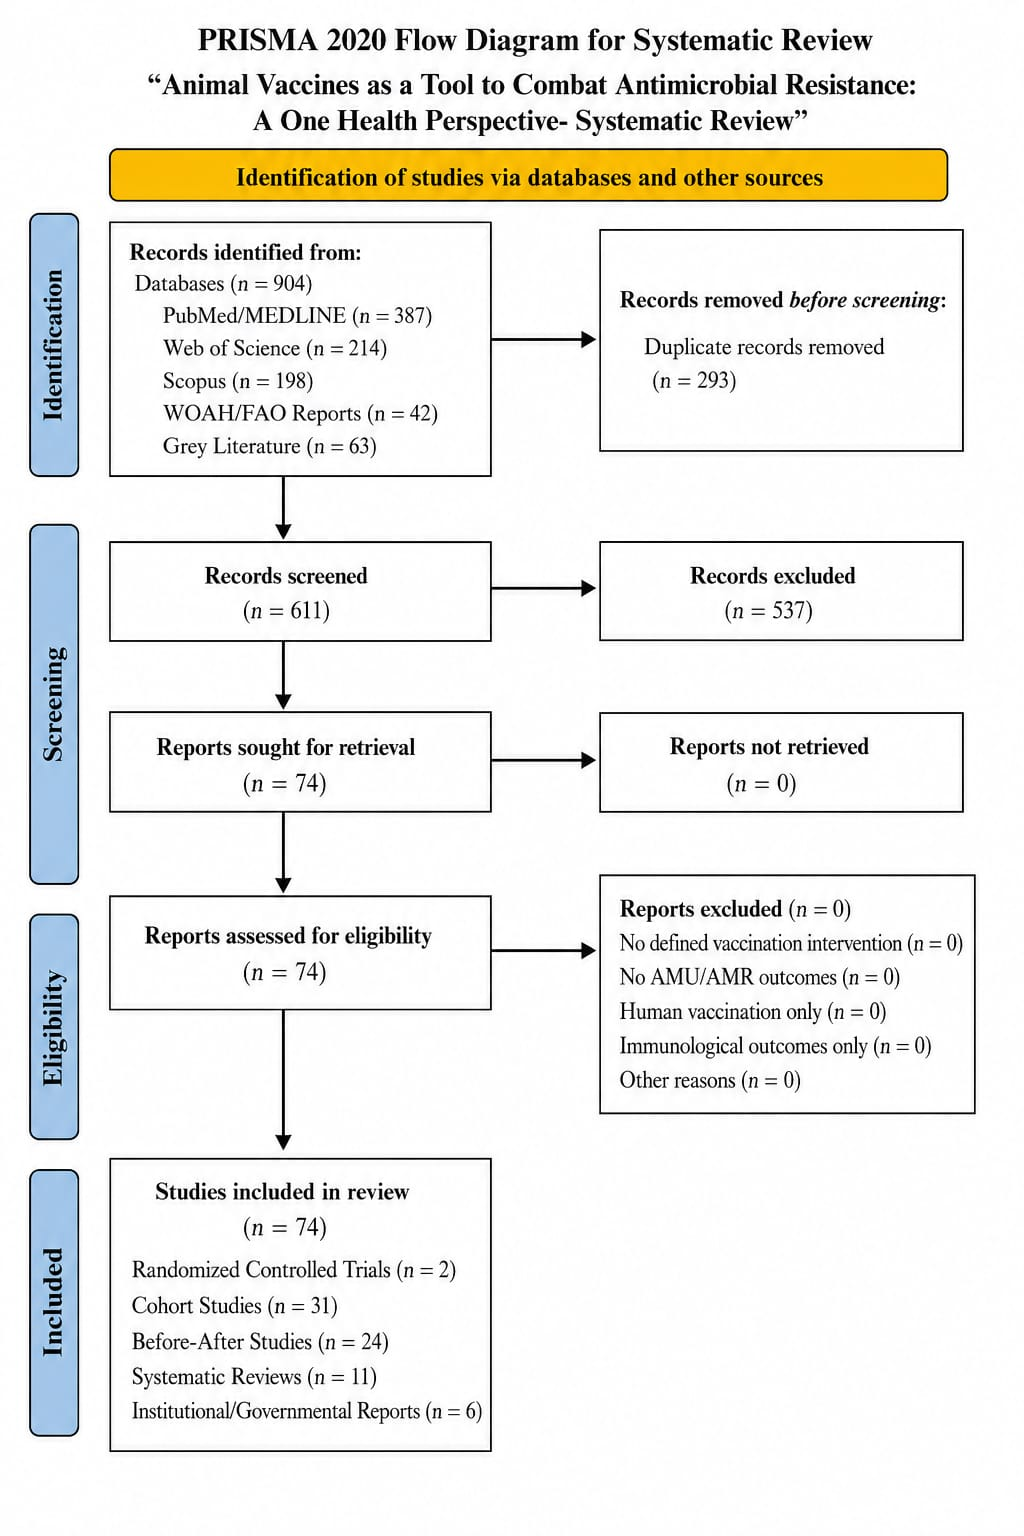 PRISMA 2020 Flow Diagram for Systematic Review
“Animal Vaccines as a Tool to Combat Antimicrobial Resistance:
A One Health Perspective- Systematic Review”
Identification of studies via databases and other sources
Identification
Records identified from:
Databases (n = 904)
PubMed/MEDLINE (n = 387)
Web of Science (n = 214)
Scopus (n = 198)
WOAH/FAO Reports (n = 42)
Grey Literature (n = 63)
Records removed before screening:
Duplicate records removed
(n = 293)
Screening
Records screened
(n = 611)
Records excluded
(n = 537)
Reports sought for retrieval
(n = 74)
Reports not retrieved
(n = 0)
Eligibility
Reports assessed for eligibility
(n = 74)
Reports excluded (n = 0)
No defined vaccination intervention (n = 0)
No AMU/AMR outcomes (n = 0)
Human vaccination only (n = 0)
Immunological outcomes only (n = 0)
Other reasons (n = 0)
Included
Studies included in review
(n = 74)
Randomized Controlled Trials (n = 2)
Cohort Studies (n = 31)
Before-After Studies (n = 24)
Systematic Reviews (n = 11)
Institutional/Governmental Reports (n = 6)